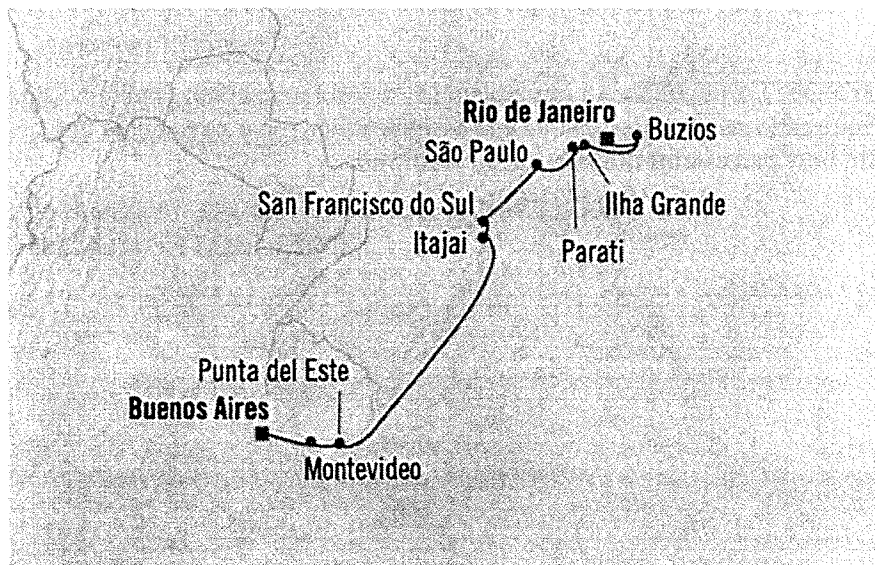 Rio de Janeiro
Buzios
São Paulo
Ilha Grande
San Francisco do Sul
Itajai
Parati
Punta del Este
Buenos Aires
Montevideo